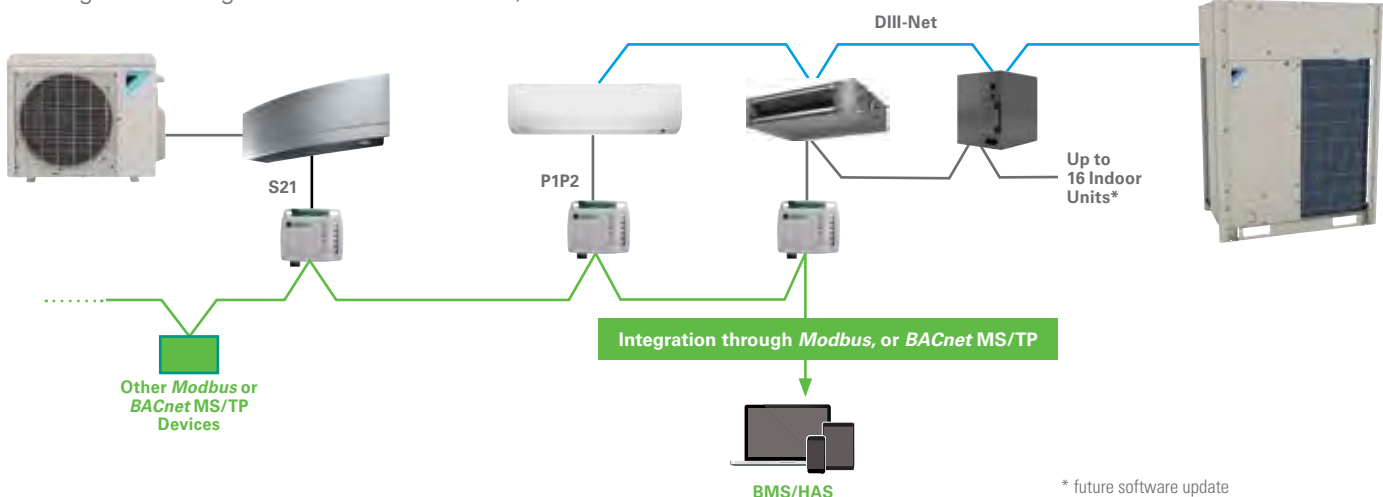 DIII-Net
S21
P1P2
Up to
16 Indoor
Units*
Integration through Modbus, or BACnet MS/TP
Other Modbus or
BACnet MS/TP
Devices
BMS/HAS
* future software update